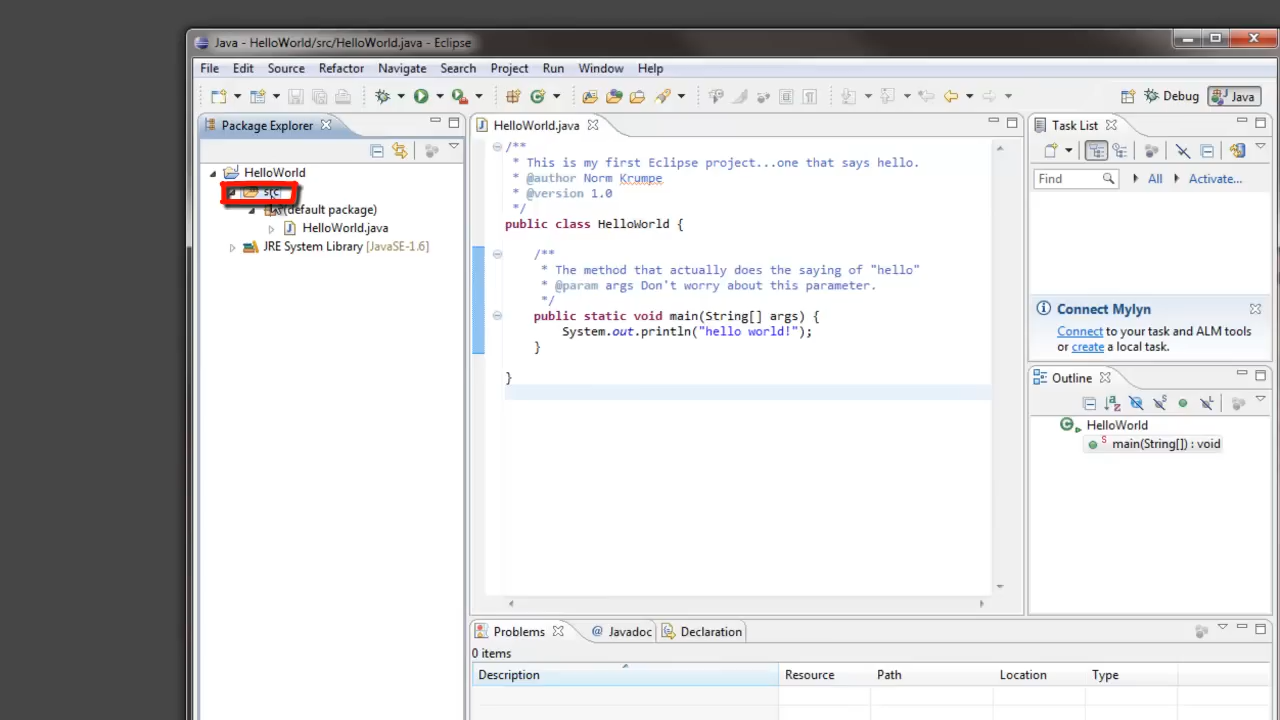 Java - HelloWorld/src/HelloWorld.java - Eclipse
File Edit Source Refactor Navigate Search Project Run Window Help
Debug Java
Package Explorer
HelloWorld
src
(default package)
HelloWorld.java
JRE System Library [JavaSE-1.6]
HelloWorld.java
/**
* This is my first Eclipse project...one that says hello.
* @author Norm Krumpe
* @version 1.0
*/
public class HelloWorld {
/**
* The method that actually does the saying of "hello"
* @param args Don't worry about this parameter.
*/
public static void main(String[] args) {
System.out.println("hello world!");
}
}
Task List
Find All Activate...
Connect Mylyn
Connect to your task and ALM tools
or create a local task.
Outline
HelloWorld
main(String[]) : void
Problems @ Javadoc Declaration
0 items
Description Resource Path Location Type